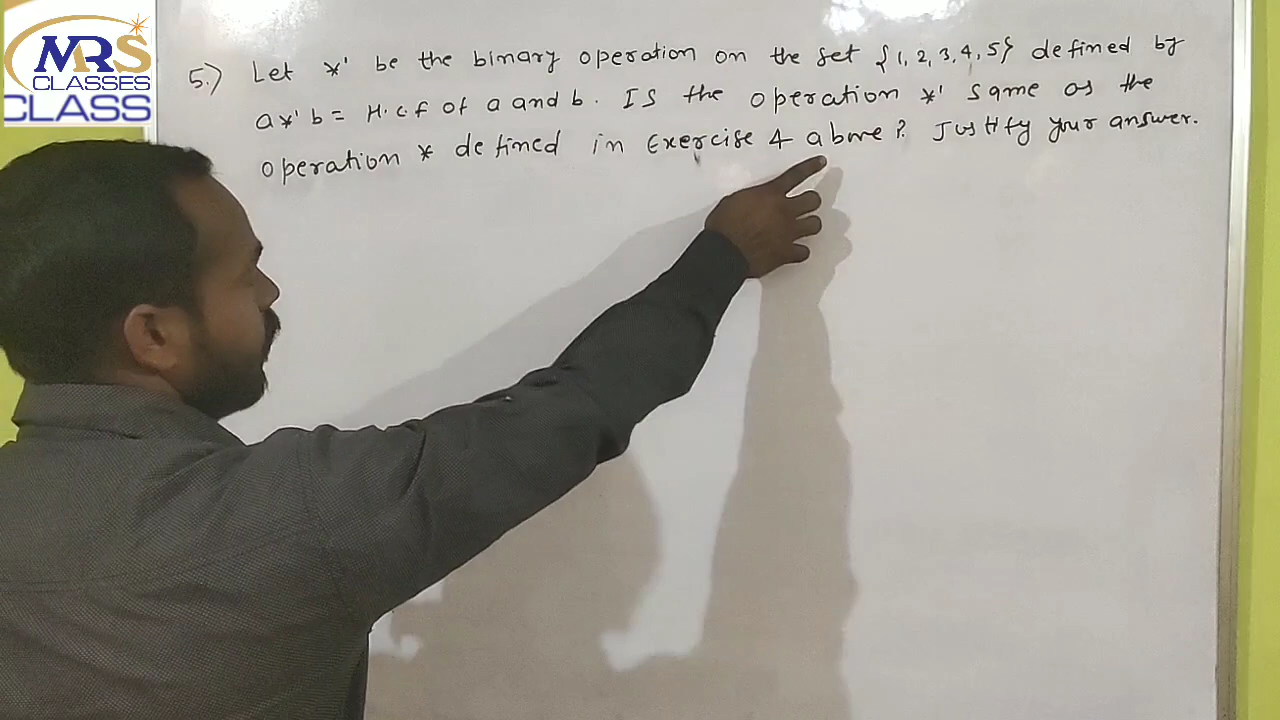 MRS
CLASSES
CLASS
5.) Let *' be the binary operation on the set {1, 2, 3, 4, 5} defined by
a *' b = H.C.F of a and b. IS the operation *' same as the
operation * defined in Exercise 4 above? Justify your answer.